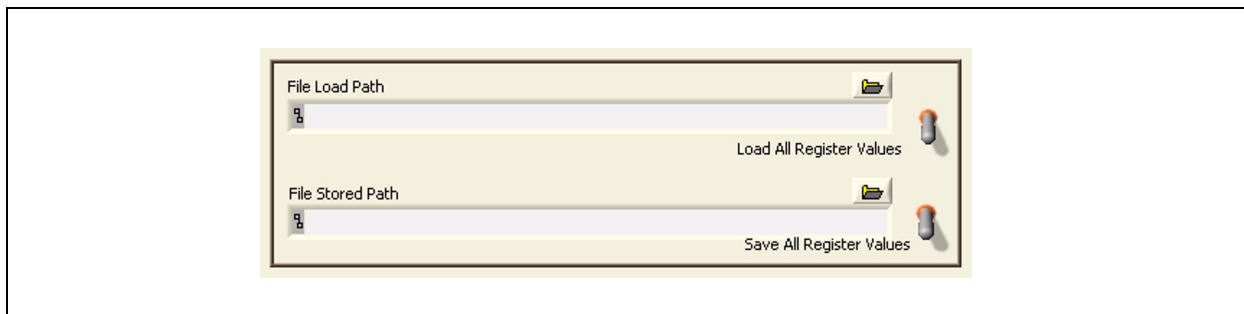 File Load Path
Load All Register Values
File Stored Path
Save All Register Values